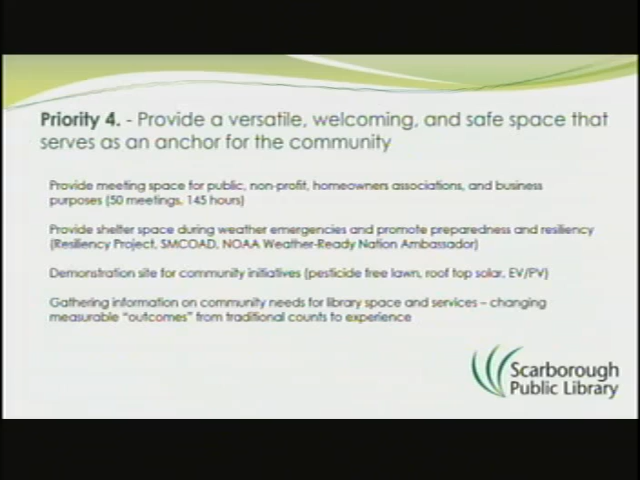 Priority 4. - Provide a versatile, welcoming, and safe space that
serves as an anchor for the community
Provide meeting space for public, non-profit, homeowners associations, and business
purposes (50 meetings, 145 hours)
Provide shelter space during weather emergencies and promote preparedness and resiliency
(Resiliency Project, SMCOAD, NOAA Weather-Ready Nation Ambassador)
Demonstration site for community initiatives (pesticide free lawn, roof top solar, EV/PV)
Gathering information on community needs for library space and services – changing
measurable “outcomes” from traditional counts to experience
Scarborough
Public Library